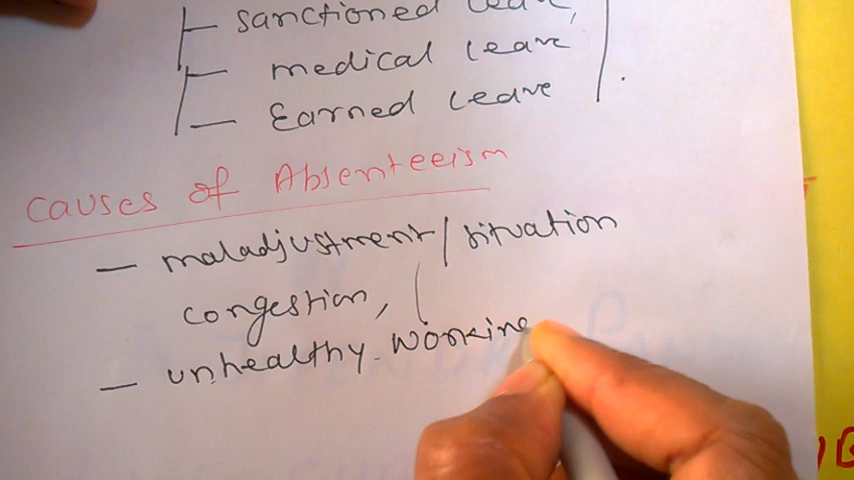 - sanctioned leave,
- medical leave
- Earned leave
Causes of Absenteeism
- maladjustment / situation
congestion,
- unhealthy working